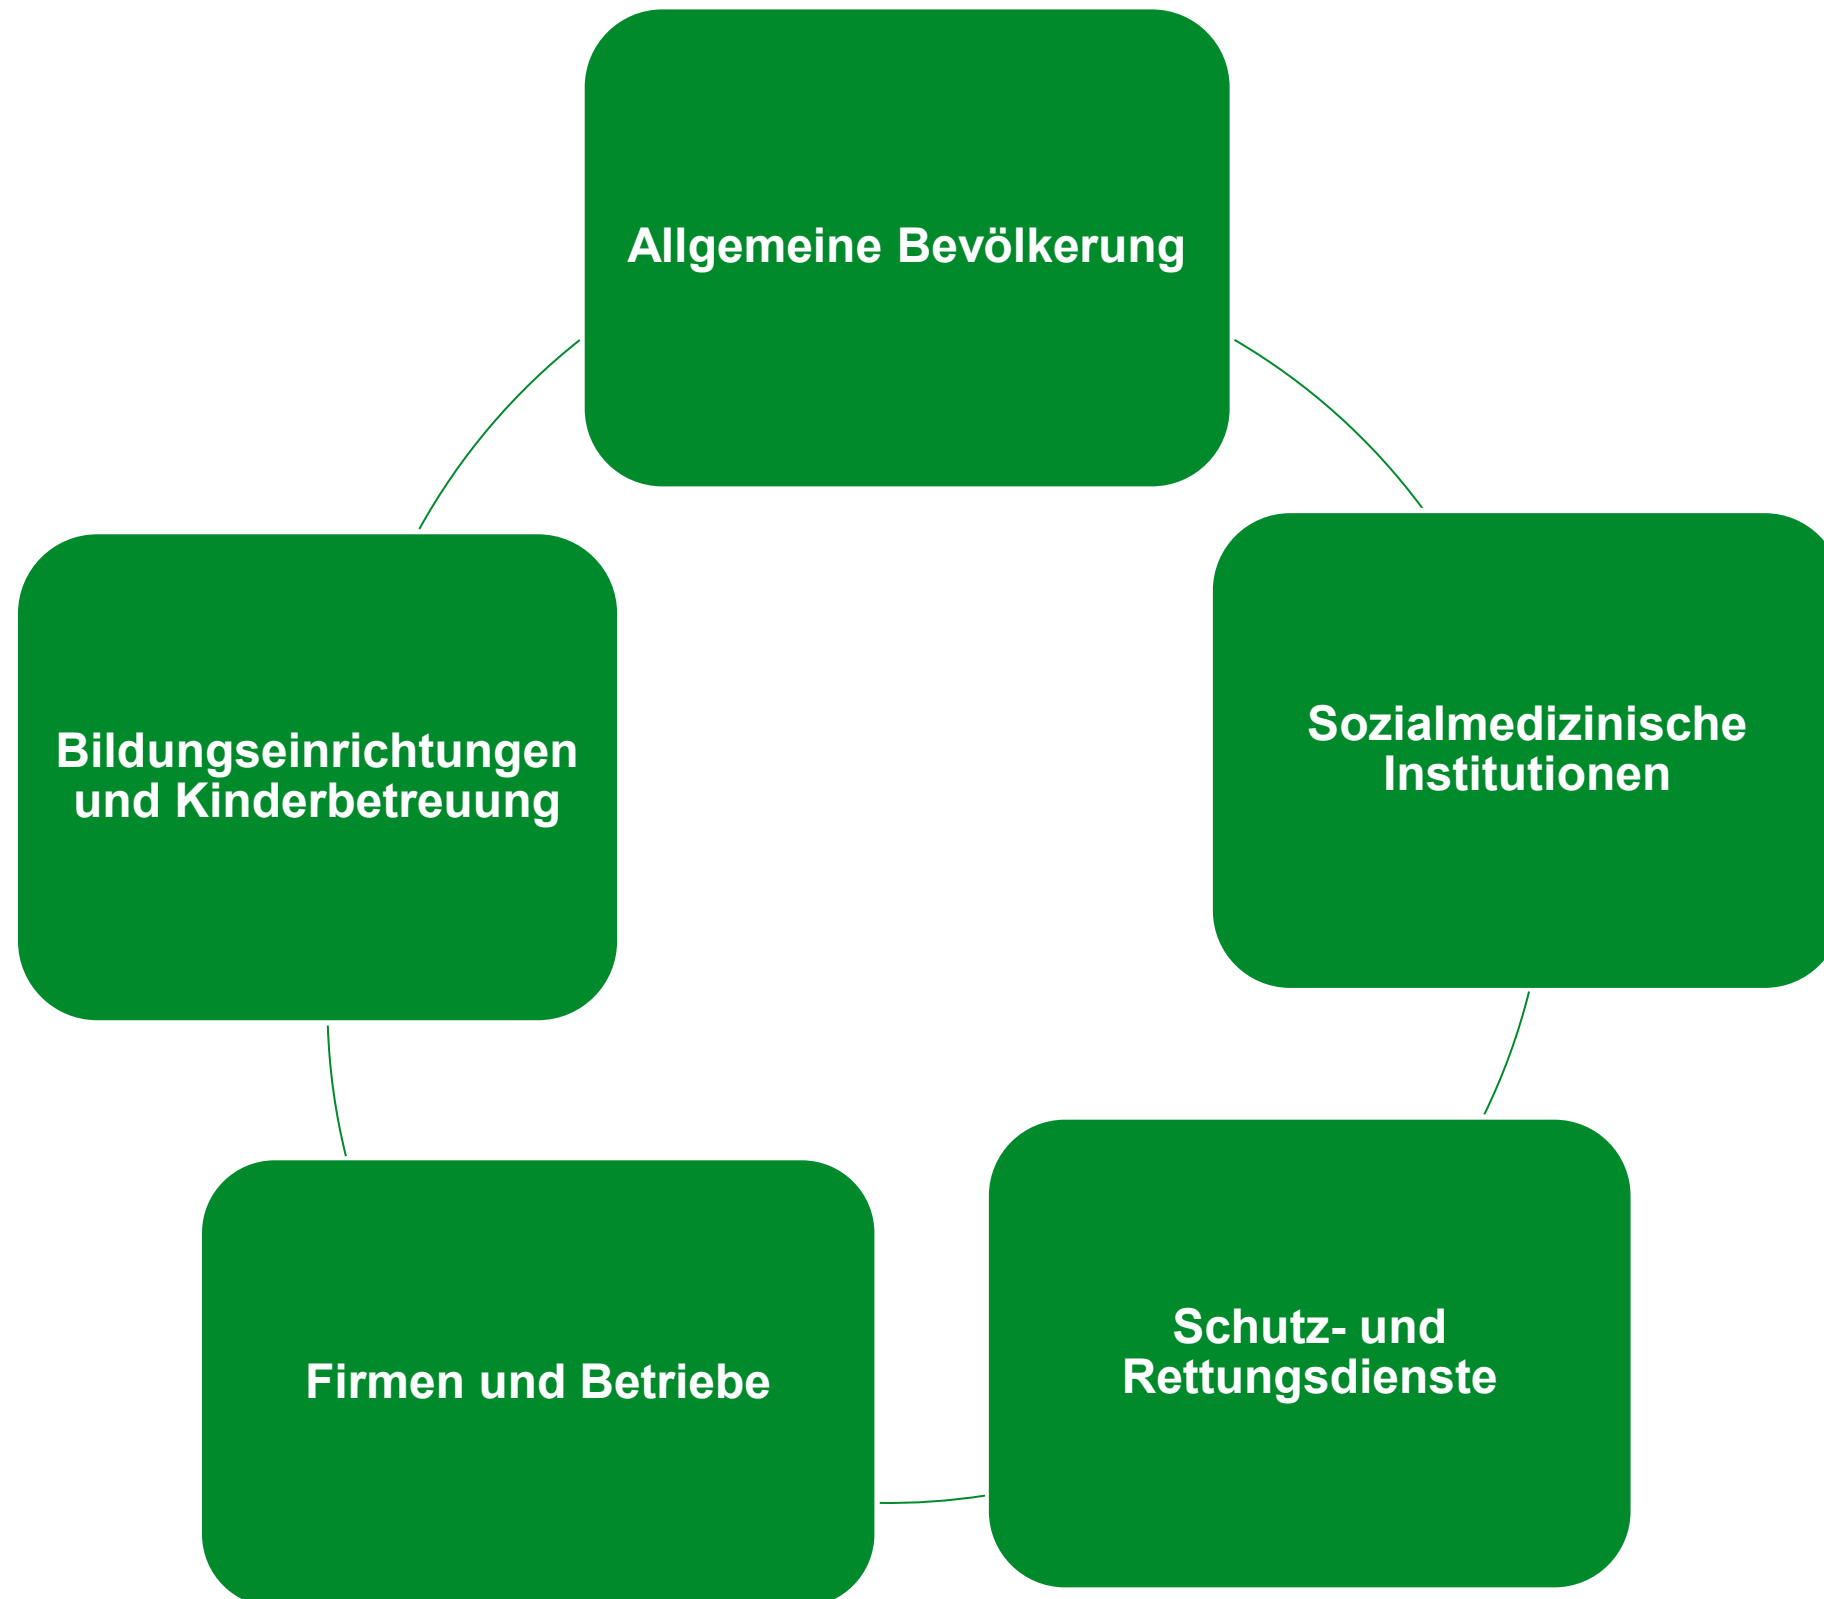 Allgemeine Bevölkerung
Sozialmedizinische
Institutionen
Schutz- und
Rettungsdienste
Firmen und Betriebe
Bildungseinrichtungen
und Kinderbetreuung